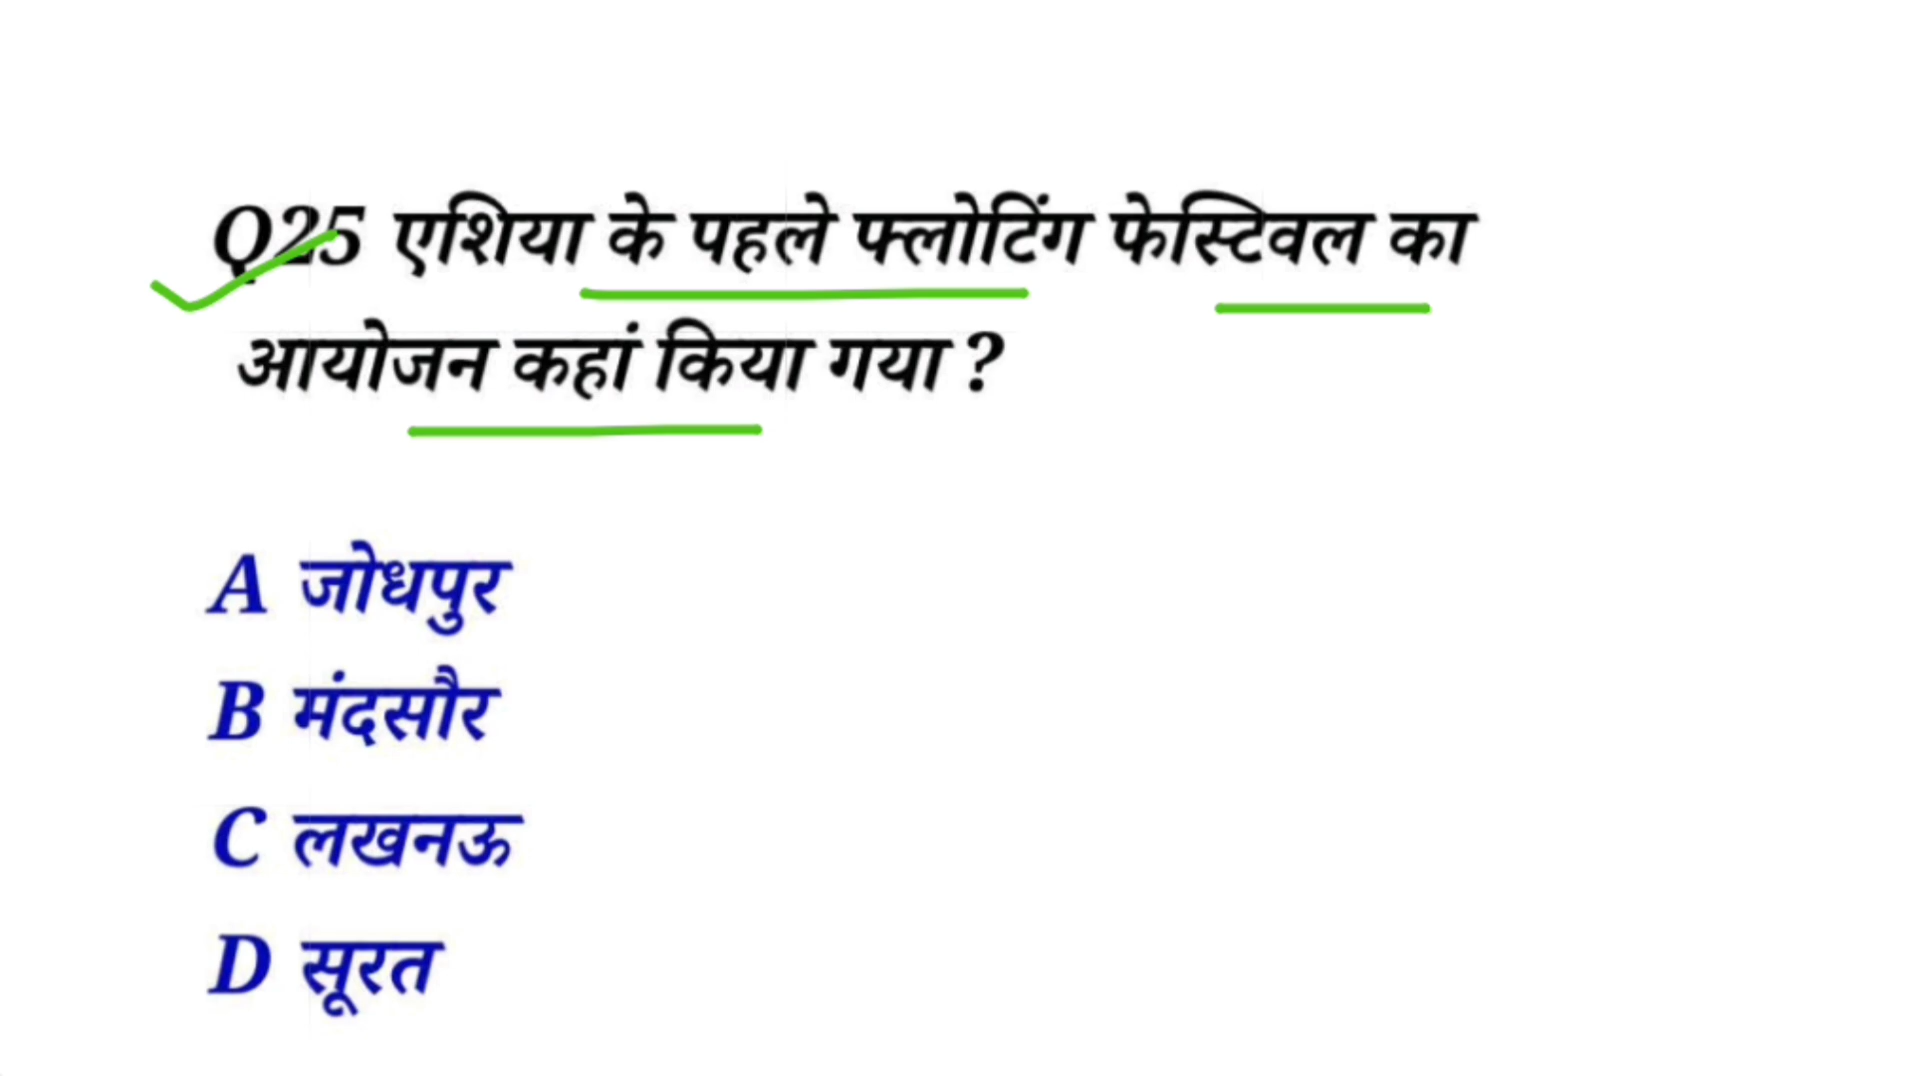 Q25 एशिया के पहले फ्लोटिंग फेस्टिवल का
आयोजन कहां किया गया ?
A जोधपुर
B मंदसौर
C लखनऊ
D सूरत